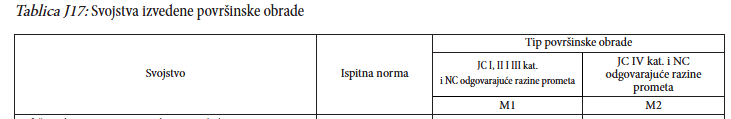 Tablica J17: Svojstva izvedene površinske obrade
Svojstvo
Ispitna norma
Tip površinske obrade
JC I, II I III kat.
i NC odgovarajuće razine prometa
JC IV kat. i NC
odgovarajuće razine
prometa
M1
M2